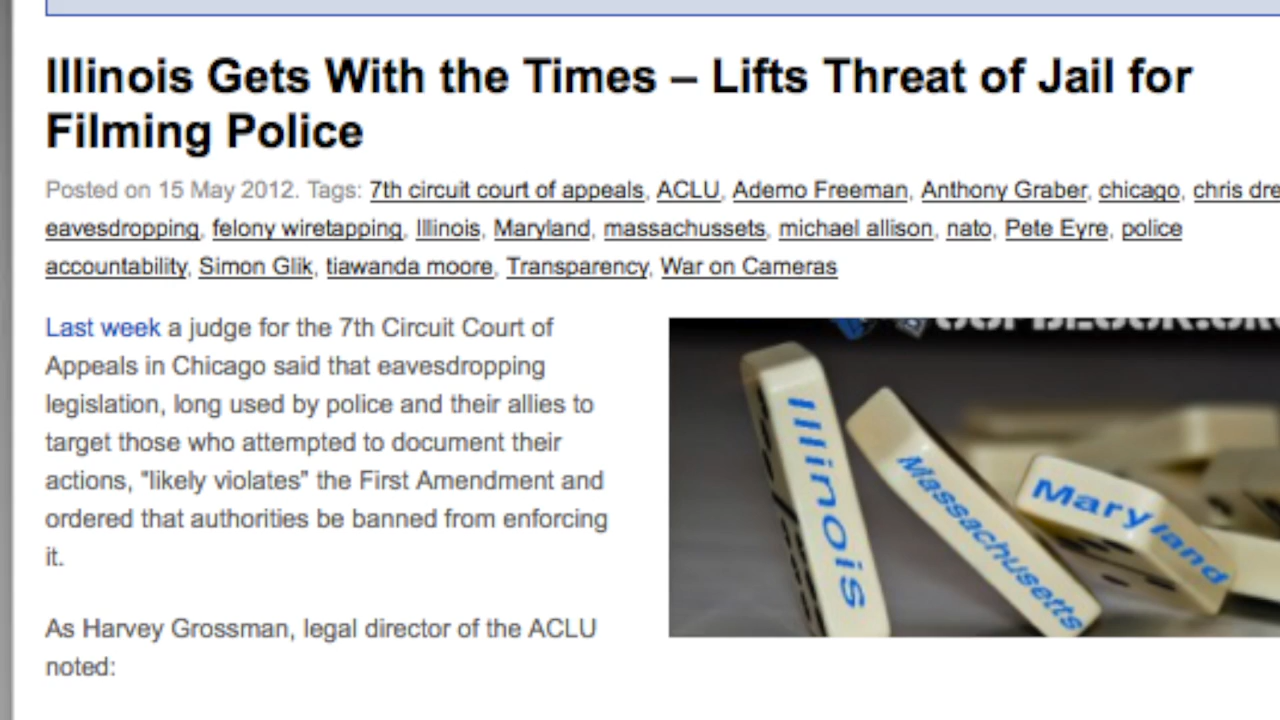 Illinois Gets With the Times – Lifts Threat of Jail for
Filming Police
Posted on 15 May 2012. Tags: 7th circuit court of appeals, ACLU, Ademo Freeman, Anthony Graber, chicago, chris dre
eavesdropping, felony wiretapping, Illinois, Maryland, massachussets, michael allison, nato, Pete Eyre, police
accountability, Simon Glik, tiawanda moore, Transparency, War on Cameras
Last week a judge for the 7th Circuit Court of
Appeals in Chicago said that eavesdropping
legislation, long used by police and their allies to
target those who attempted to document their
actions, "likely violates" the First Amendment and
ordered that authorities be banned from enforcing
it.
As Harvey Grossman, legal director of the ACLU
noted:
Illinois
Massachusetts
Maryland